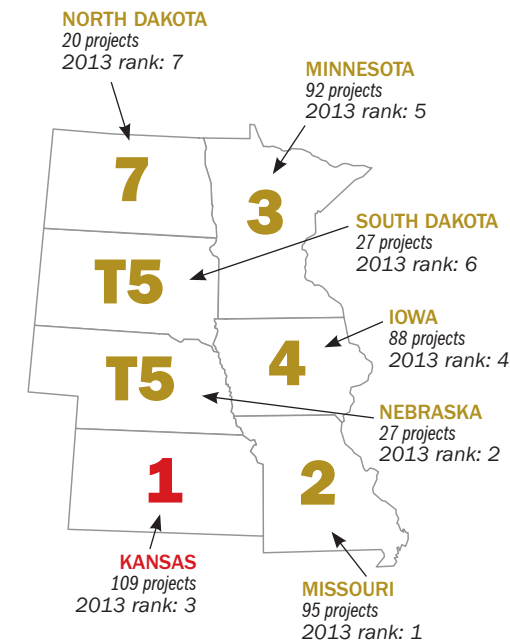 NORTH DAKOTA
20 projects
2013 rank: 7
MINNESOTA
92 projects
2013 rank: 5
7
3
SOUTH DAKOTA
27 projects
2013 rank: 6
T5
IOWA
88 projects
2013 rank: 4
4
T5
NEBRASKA
27 projects
2013 rank: 2
1
2
KANSAS
109 projects
2013 rank: 3
MISSOURI
95 projects
2013 rank: 1